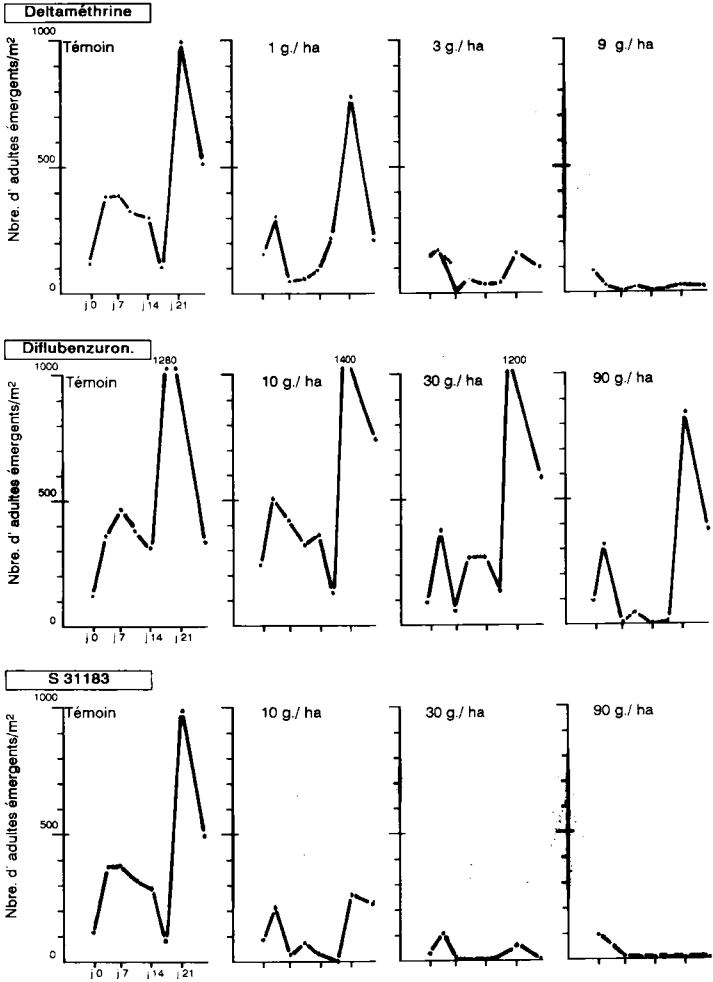 Deltaméthrine
Nbre. d' adultes émergents/m²
1000
500
0
Témoin
1 g./ ha
3 g./ ha
9 g./ ha
j 0 j 7 j 14 j 21
Diflubenzuron.
Nbre. d' adultes émergents/m²
1000
500
0
1280
1400
1200
Témoin
10 g./ ha
30 g./ ha
90 g./ ha
j 0 j 7 j 14 j 21
S 31183
Nbre. d' adultes émergents/m²
1000
500
0
Témoin
10 g./ ha
30 g./ ha
90 g./ ha
j 0 j 7 j 14 j 21